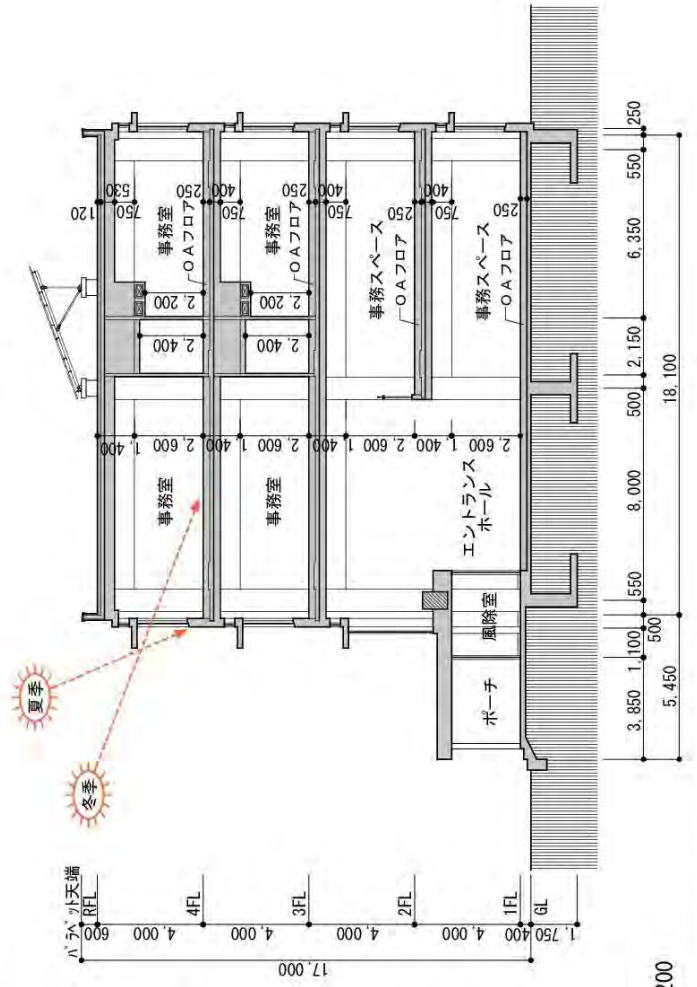 夏季
冬季
パラペット天端
RFL
4FL
3FL
2FL
1FL
GL
600
4,000
4,000
4,000
4,000
400
1,750
17,000
120
530
750
250
400
750
250
400
750
250
400
750
250
事務室
OAフロア
事務室
OAフロア
事務スペース
OAフロア
事務スペース
OAフロア
2,200
2,400
2,200
2,400
1,400
2,600
1,400
2,600
1,400
2,600
1,400
2,600
事務室
事務室
エントランス
ホール
風除室
ポーチ
3,850
1,100
500
550
8,000
500
2,150
6,350
550
250
5,450
18,100
200